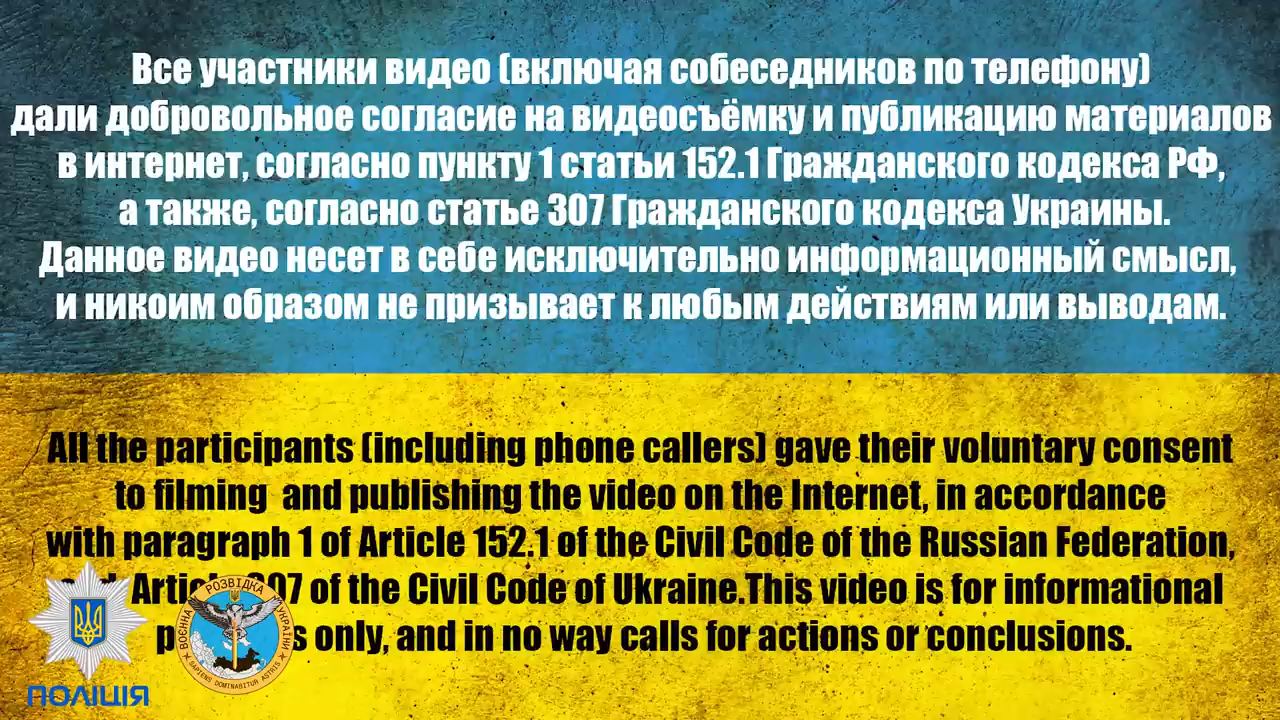 Все участники видео (включая собеседников по телефону)
дали добровольное согласие на видеосъёмку и публикацию материалов
в интернет, согласно пункту 1 статьи 152.1 Гражданского кодекса РФ,
а также, согласно статье 307 Гражданского кодекса Украины.
Данное видео несет в себе исключительно информационный смысл,
и никоим образом не призывает к любым действиям или выводам.
All the participants (including phone callers) gave their voluntary consent
to filming and publishing the video on the Internet, in accordance
with paragraph 1 of Article 152.1 of the Civil Code of the Russian Federation,
of the Civil Code of Ukraine.This video is for informational
only, and in no way calls for actions or conclusions.
ВОЄННА РОЗВІДКА УКРАЇНИ
SAPIENS DOMINABITUR ASTRIS
ПОЛІЦІЯ